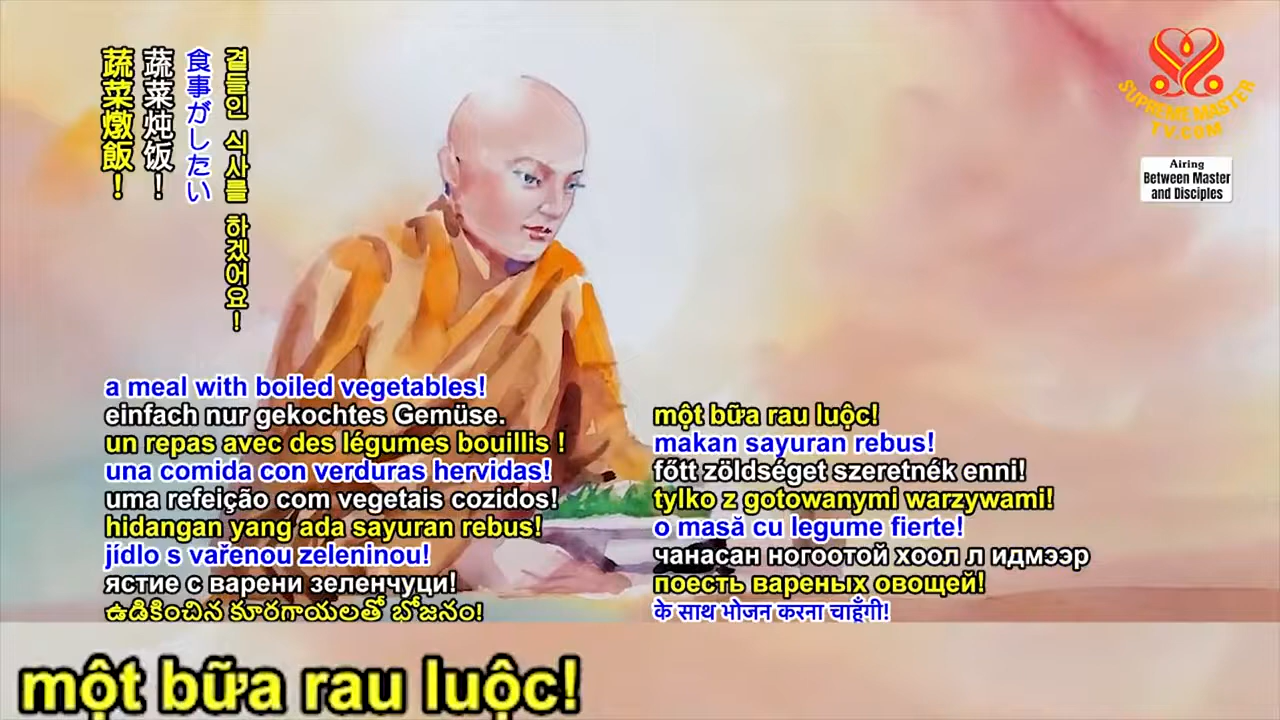 蔬菜燉飯！
蔬菜炖饭！
食事がしたい
곁들인 식사를 하겠어요!
SUPREME MASTER
TV.COM
Airing
Between Master
and Disciples
a meal with boiled vegetables!
einfach nur gekochtes Gemüse.
un repas avec des légumes bouillis !
una comida con verduras hervidas!
uma refeição com vegetais cozidos!
hidangan yang ada sayuran rebus!
jídlo s vařenou zeleninou!
ястие с варени зеленчуци!
ఉడికించిన కూరగాయలతో భోజనం!
một bữa rau luộc!
makan sayuran rebus!
főtt zöldséget szeretnék enni!
tylko z gotowanymi warzywami!
o masă cu legume fierte!
чанасан ногоотой хоол л идмээр
поесть вареных овощей!
के साथ भोजन करना चाहूँगी!
một bữa rau luộc!